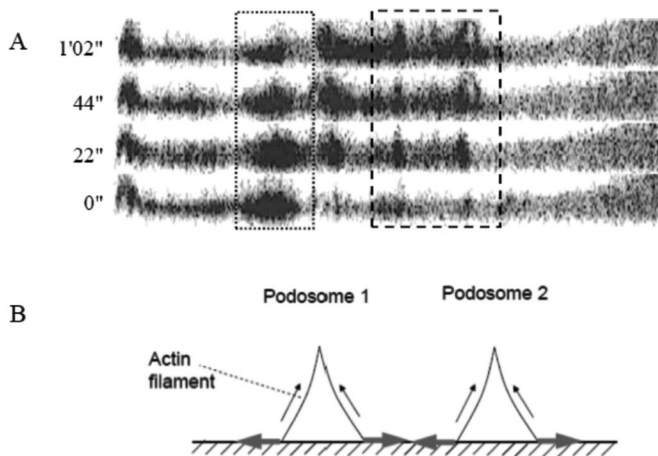 A
1'02"
44"
22"
0"
B
Podosome 1
Podosome 2
Actin
filament